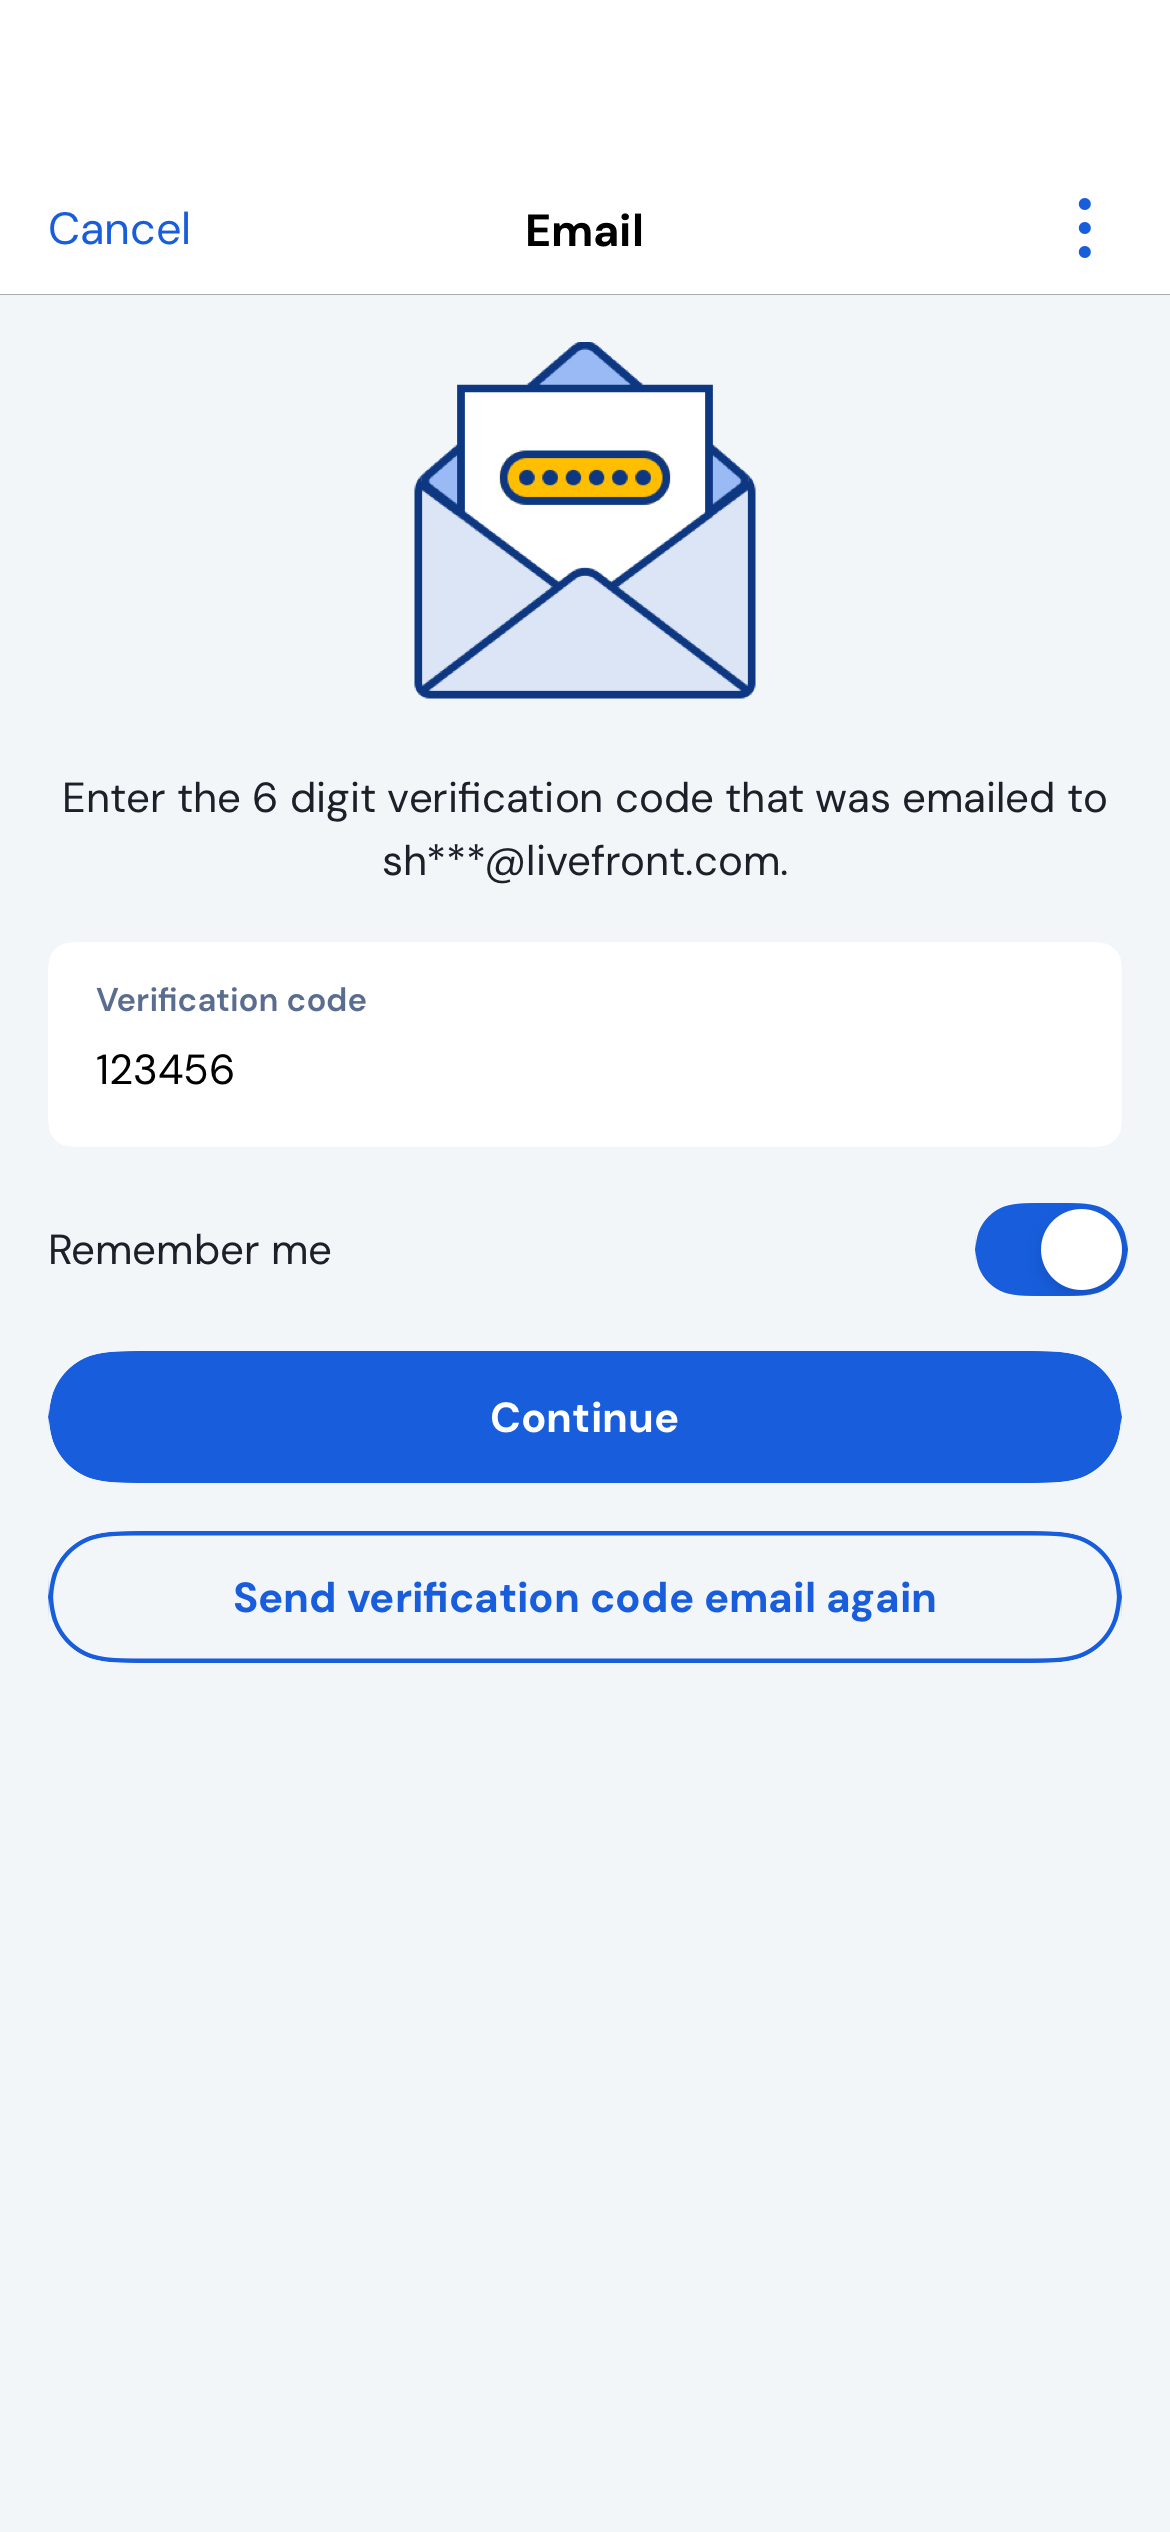 Cancel
Email
Enter the 6 digit verification code that was emailed to
sh***@livefront.com.
Verification code
123456
Remember me
Continue
Send verification code email again